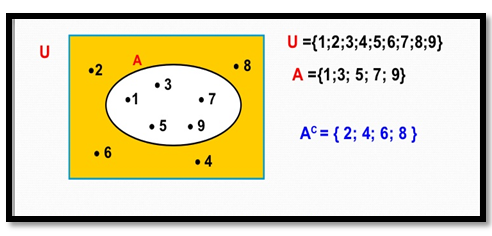 U
A
•2
•8
•3
•1
•7
•5
•9
•6
•4
U ={1;2;3;4;5;6;7;8;9}
A ={1;3; 5; 7; 9}
Aᶜ = { 2; 4; 6; 8 }